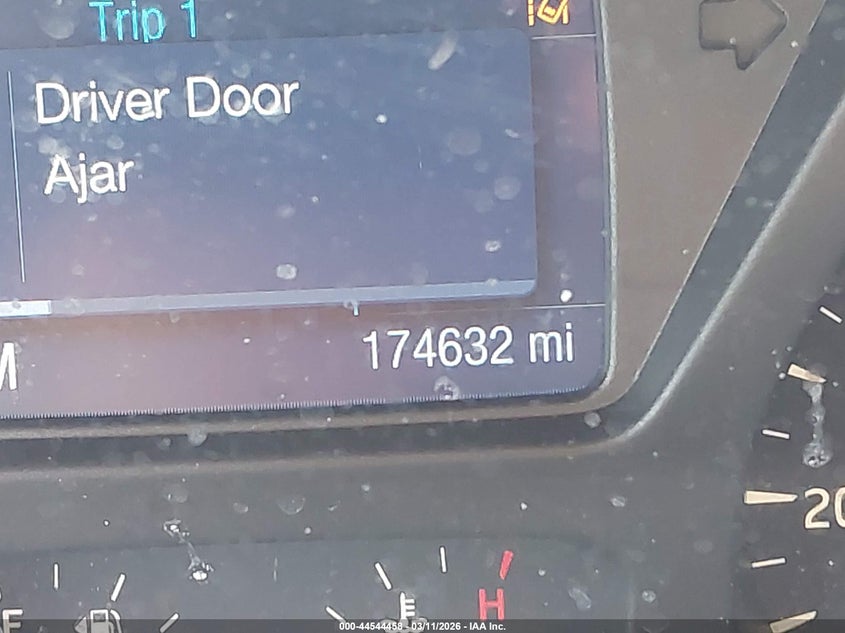 Trip 1
Driver Door
Ajar
174632 mi
M
20
F
E
H
000-44544458 - 03/11/2026 - IAA Inc.